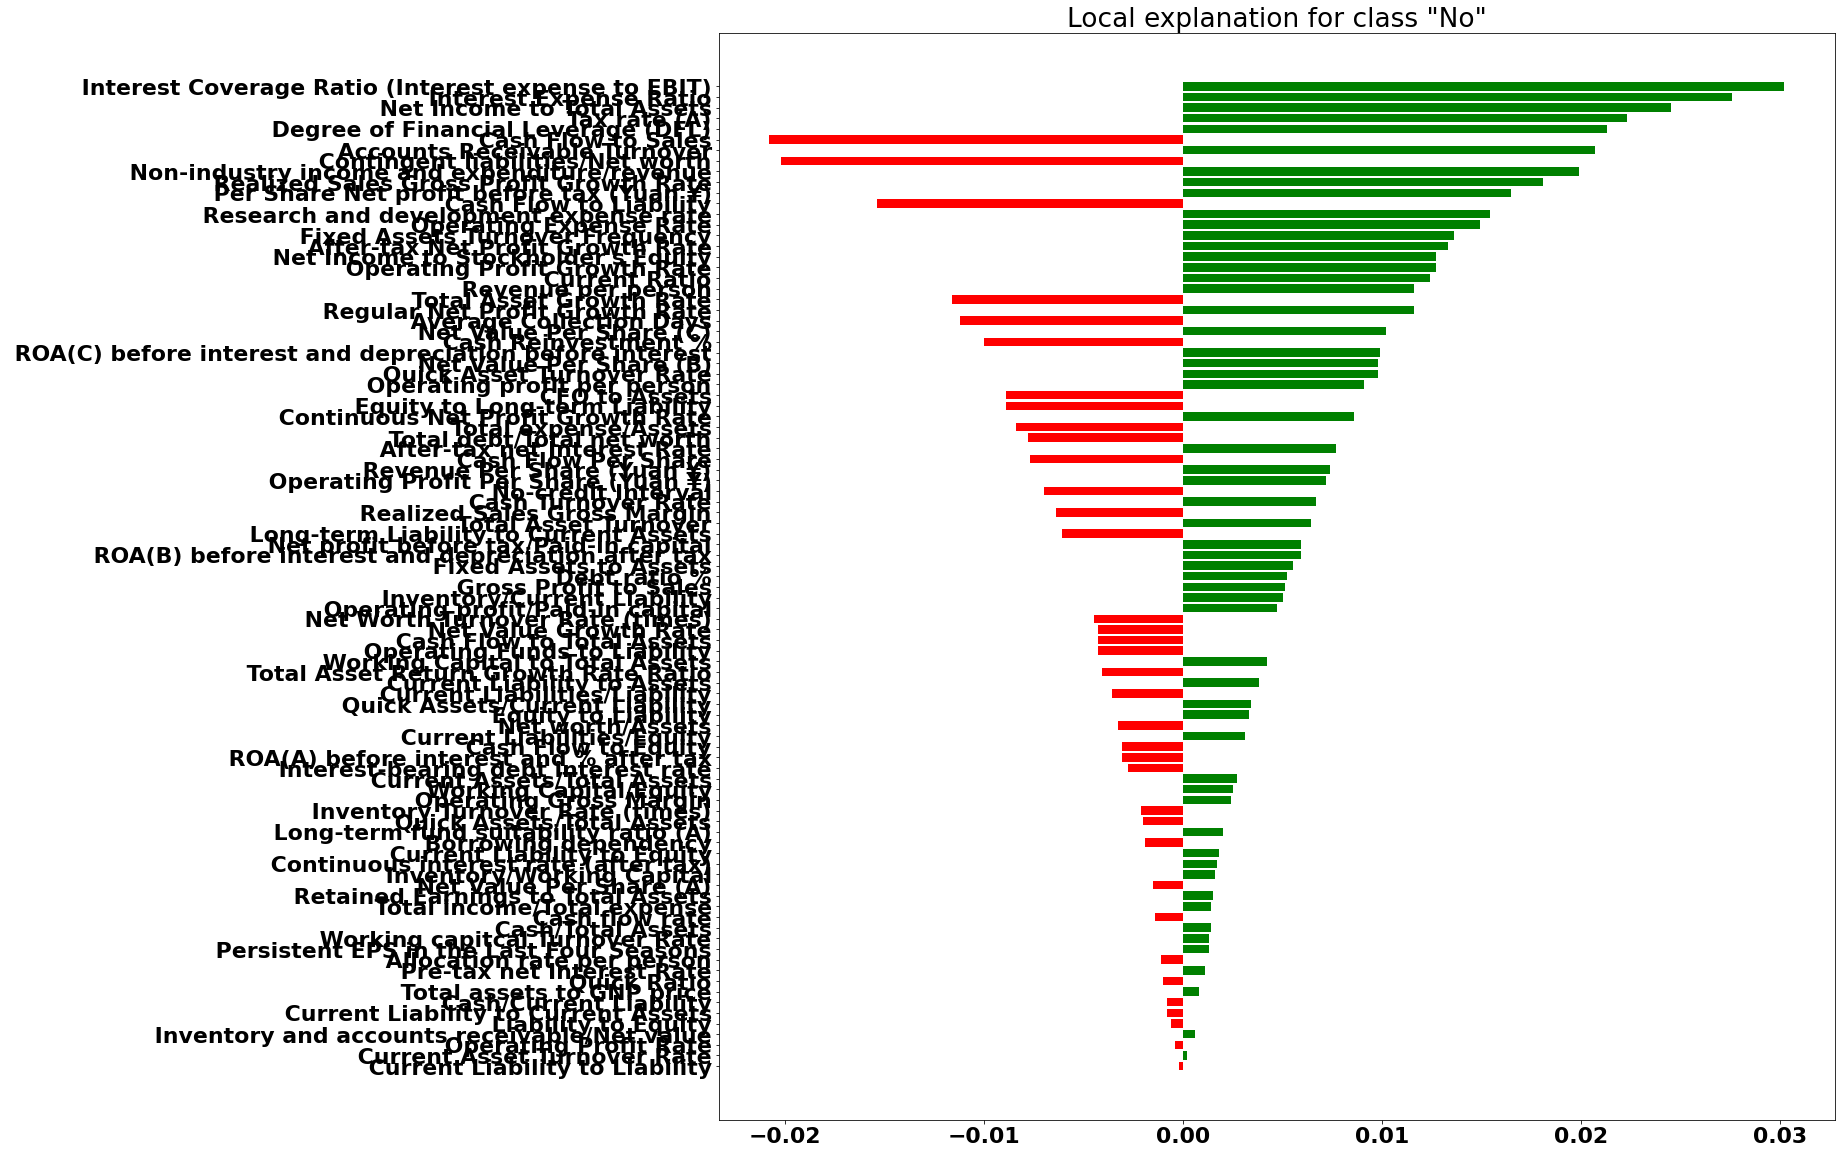 Local explanation for class "No"
Interest Coverage Ratio (Interest expense to EBIT)
Interest Expense Ratio
Net Income to Total Assets
Tax rate (A)
Degree of Financial Leverage (DFL)
Cash Flow to Sales
Accounts Receivable Turnover
Contingent liabilities/Net worth
Non-industry income and expenditure/revenue
Realized Sales Gross Profit Growth Rate
Per Share Net profit before tax (Yuan ¥)
Cash Flow to Liability
Research and development expense rate
Operating Expense Rate
Fixed Assets Turnover Frequency
After-tax Net Profit Growth Rate
Net Income to Stockholder's Equity
Operating Profit Growth Rate
Current Ratio
Revenue per person
Total Asset Growth Rate
Regular Net Profit Growth Rate
Average Collection Days
Net Value Per Share (C)
Cash Reinvestment %
ROA(C) before interest and depreciation before interest
Net Value Per Share (B)
Quick Asset Turnover Rate
Operating profit per person
CFO to Assets
Equity to Long-term Liability
Continuous Net Profit Growth Rate
Total expense/Assets
Total debt/Total net worth
After-tax net Interest Rate
Cash Flow Per Share
Revenue Per Share (Yuan ¥)
Operating Profit Per Share (Yuan ¥)
No-credit Interval
Cash Turnover Rate
Realized Sales Gross Margin
Total Asset Turnover
Long-term Liability to Current Assets
Net profit before tax/Paid-in capital
ROA(B) before interest and depreciation after tax
Fixed Assets to Assets
Debt ratio %
Gross Profit to Sales
Inventory/Current Liability
Operating profit/Paid-in capital
Net Worth Turnover Rate (times)
Net Value Growth Rate
Cash Flow to Total Assets
Operating Funds to Liability
Working Capital to Total Assets
Total Asset Return Growth Rate Ratio
Current Liability to Assets
Current Liabilities/Liability
Quick Assets/Current Liability
Equity to Liability
Net worth/Assets
Current Liabilities/Equity
Cash Flow to Equity
ROA(A) before interest and % after tax
Interest-bearing debt interest rate
Current Assets/Total Assets
Working Capital/Equity
Operating Gross Margin
Inventory Turnover Rate (times)
Quick Assets/Total Assets
Long-term fund suitability ratio (A)
Borrowing dependency
Current Liability to Equity
Continuous interest rate (after tax)
Inventory/Working Capital
Net Value Per Share (A)
Retained Earnings to Total Assets
Total income/Total expense
Cash flow rate
Cash/Total Assets
Working capitcal Turnover Rate
Persistent EPS in the Last Four Seasons
Allocation rate per person
Pre-tax net Interest Rate
Quick Ratio
Total assets to GNP price
Cash/Current Liability
Current Liability to Current Assets
Liability to Equity
Inventory and accounts receivable/Net value
Operating Profit Rate
Current Asset Turnover Rate
Current Liability to Liability
−0.02 −0.01 0.00 0.01 0.02 0.03